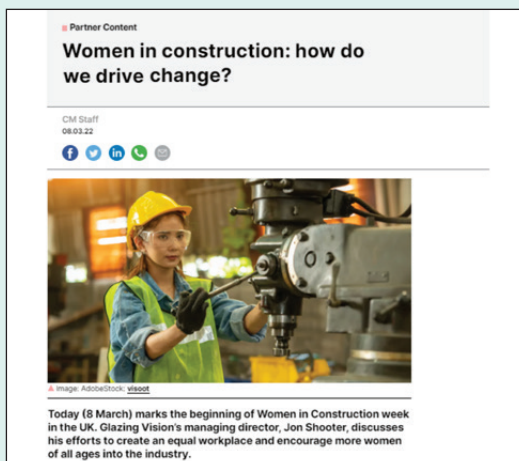 Partner Content
Women in construction: how do
we drive change?
CM Staff
08.03.22
Image: AdobeStock; visoot
Today (8 March) marks the beginning of Women in Construction week
in the UK. Glazing Vision's managing director, Jon Shooter, discusses
his efforts to create an equal workplace and encourage more women
of all ages into the industry.